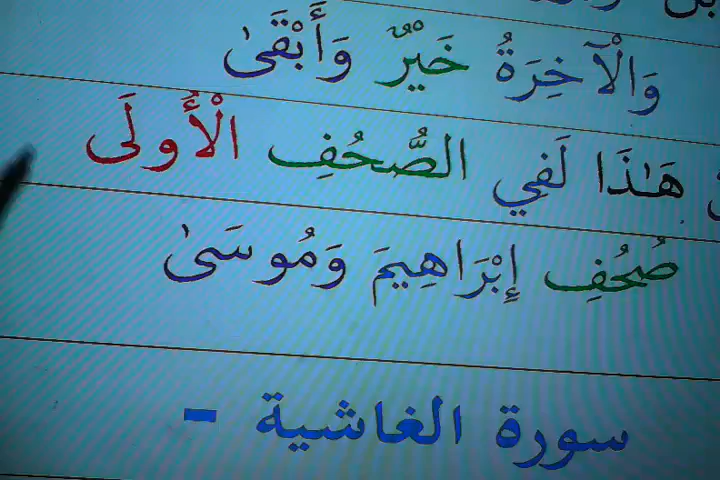 وَالْآخِرَةُ خَيْرٌ وَأَبْقَىٰ
هَـٰذَا لَفِي الصُّحُفِ الْأُولَى
صُحُفِ إِبْرَاهِيمَ وَمُوسَىٰ
سورة الغاشية -